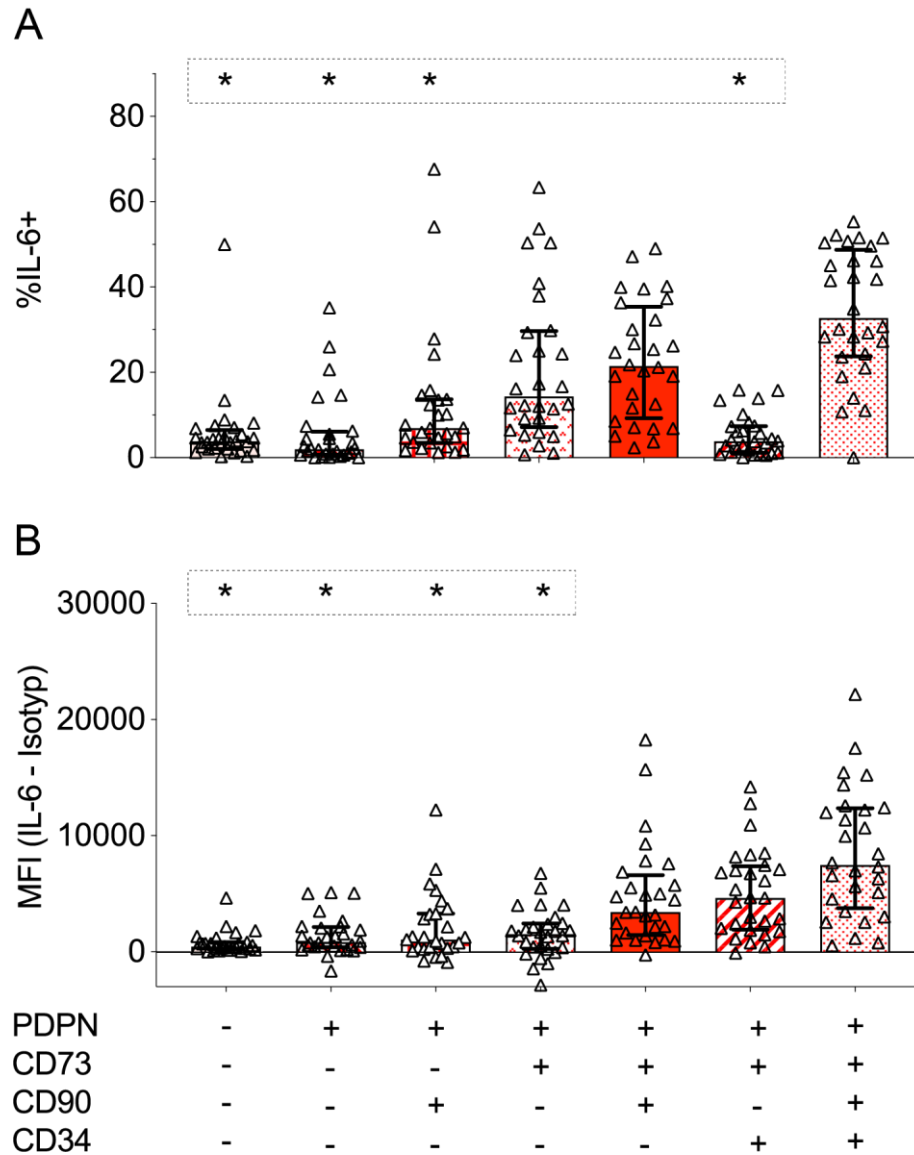 A
* * * *
80
60
40
20
0
%IL-6+
B
* * * *
30000
20000
10000
0
MFI (IL-6 - Isotyp)
PDPN - + + + + + +
CD73 - - - + + + +
CD90 - - + - + - +
CD34 - - - - - + +